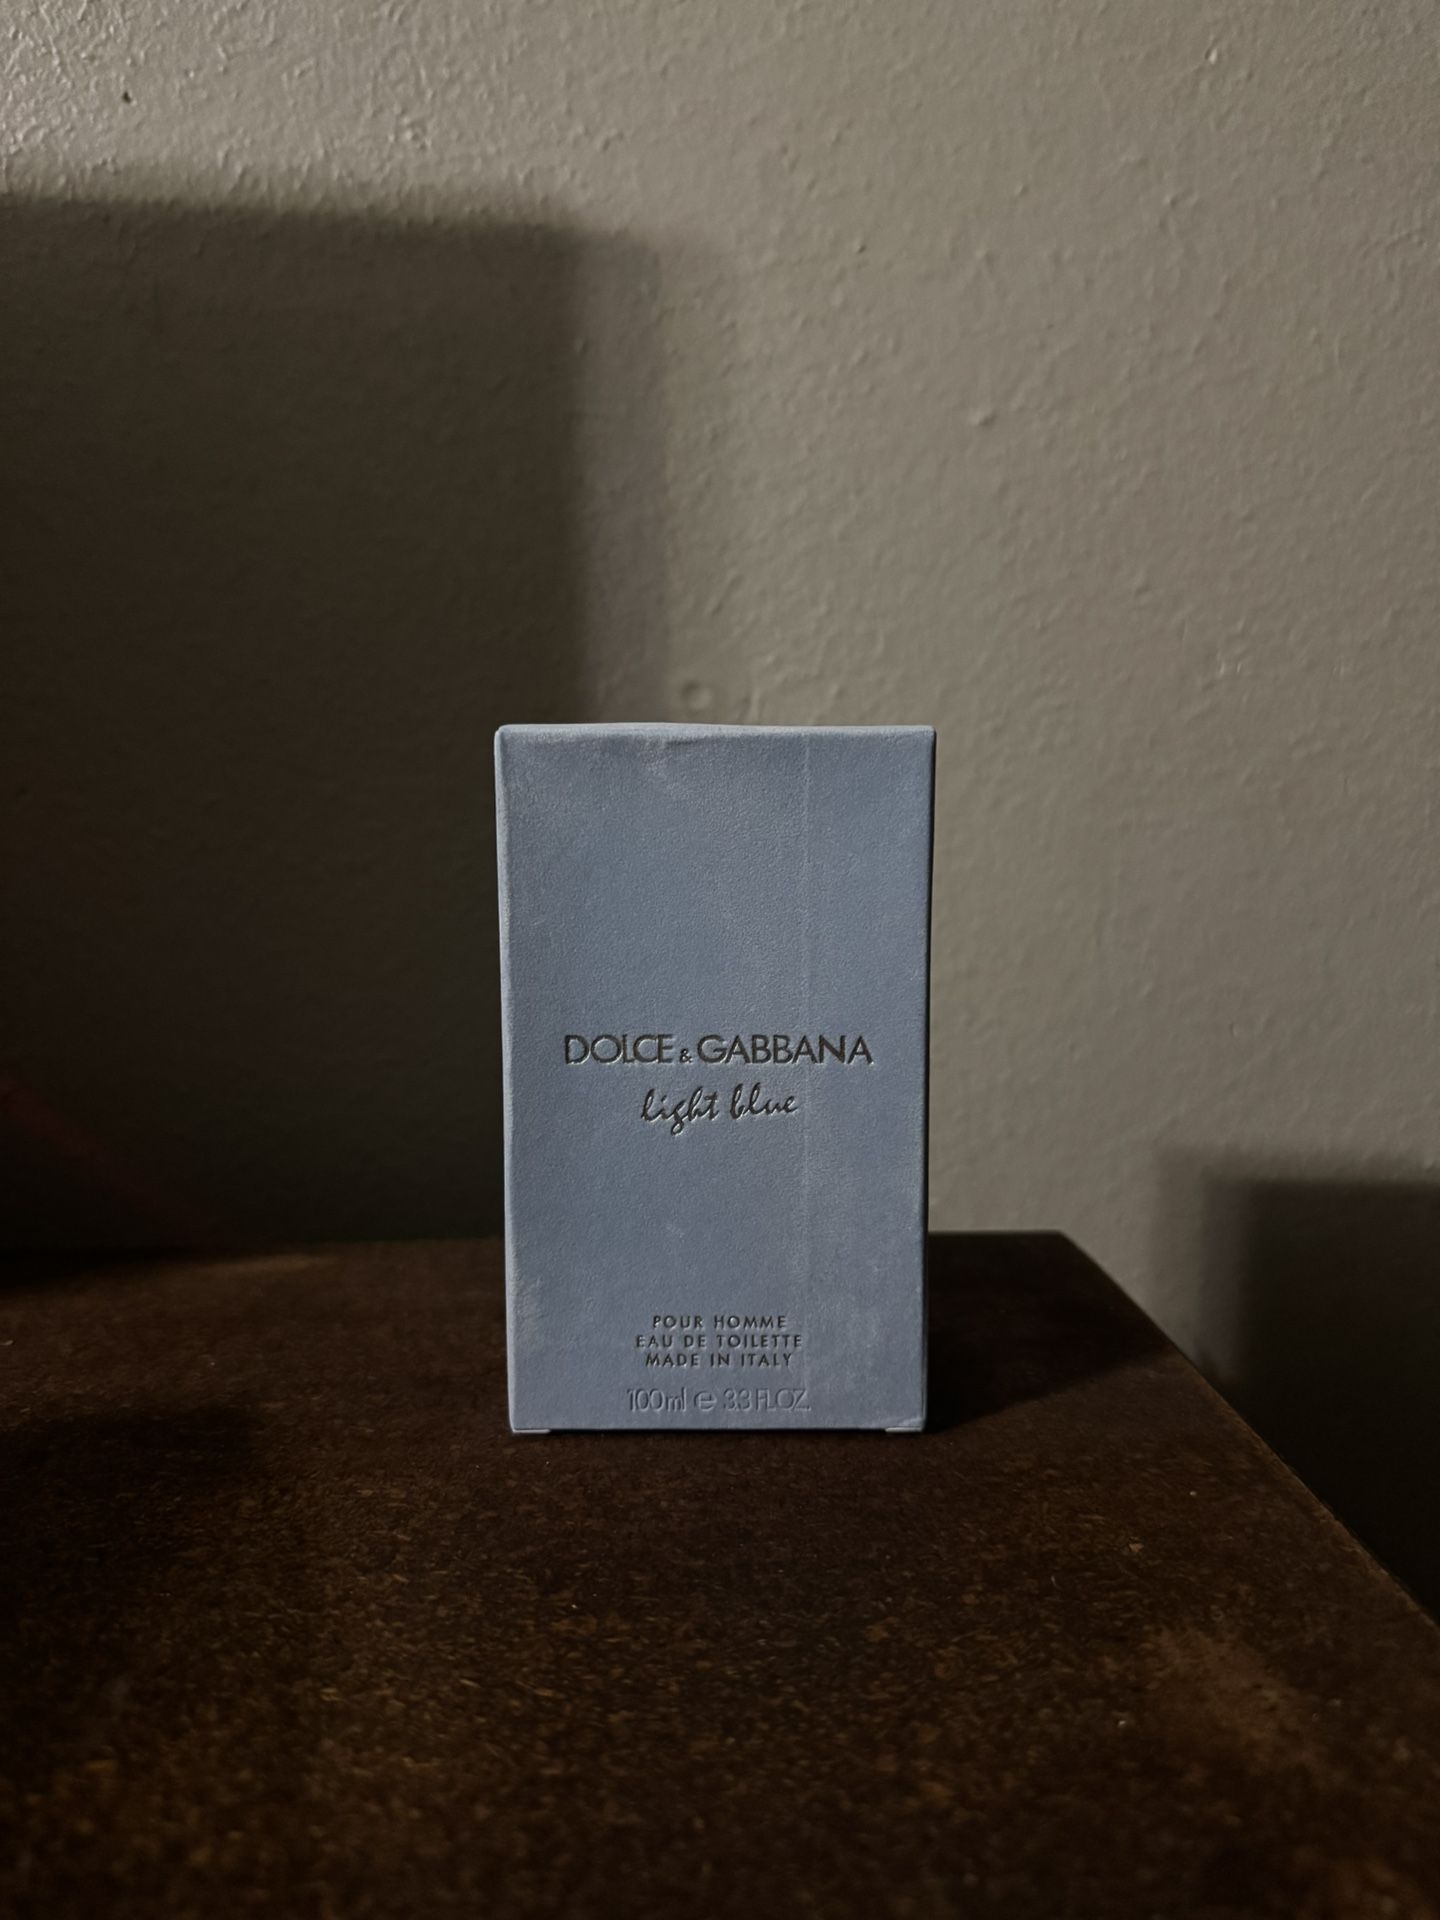 DOLCE & GABBANA
light blue
POUR HOMME
EAU DE TOILETTE
MADE IN ITALY
100ml ℮ 3.3 FL.OZ.